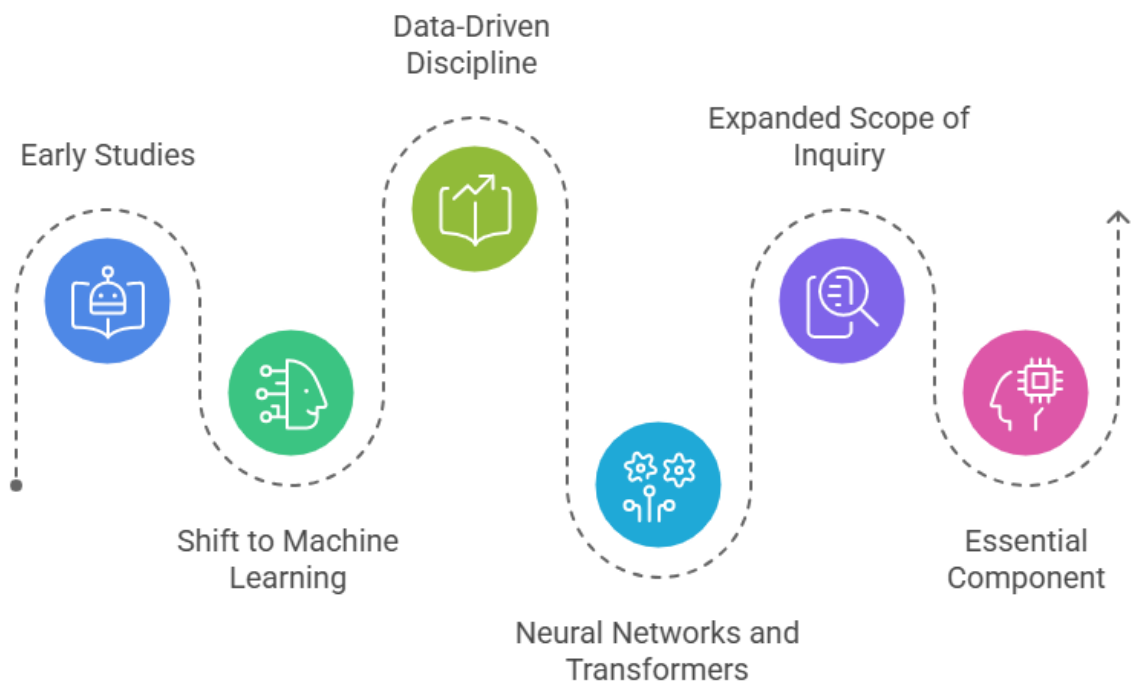 Early Studies
Shift to Machine
Learning
Data-Driven
Discipline
Neural Networks and
Transformers
Expanded Scope of
Inquiry
Essential
Component